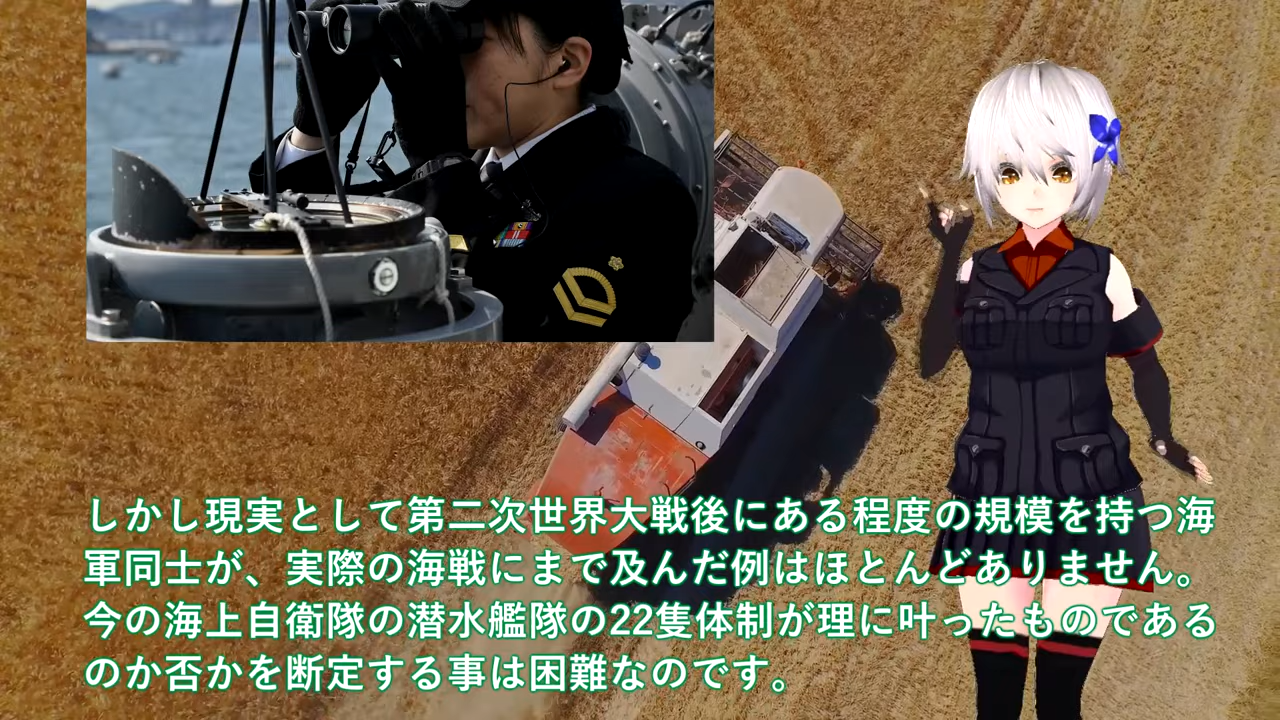 しかし現実として第二次世界大戦後にある程度の規模を持つ海
軍同士が、実際の海戦にまで及んだ例はほとんどありません。
今の海上自衛隊の潜水艦隊の22隻体制が理に叶ったものである
のか否かを断定する事は困難なのです。